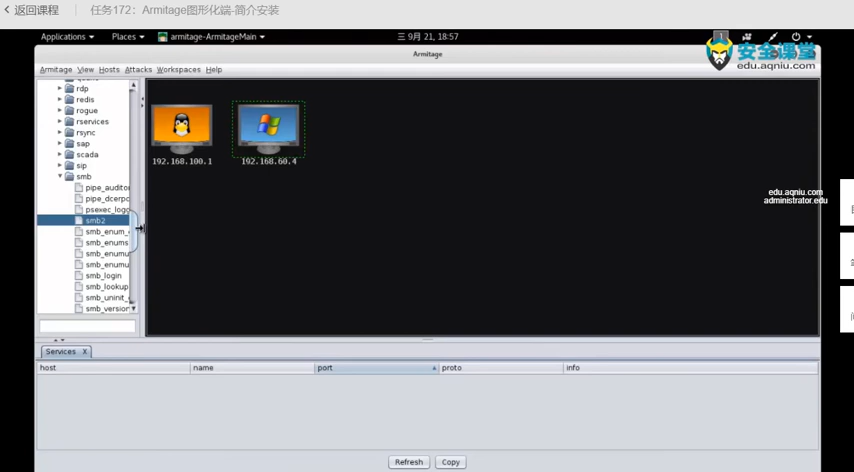 返回课程
任务172：Armitage图形化端-简介安装
Applications
Places
armitage-ArmitageMain
三 9月 21, 18:57
1
Armitage
安全课堂
edu.aqniu.com
Armitage View Hosts Attacks Workspaces Help
rdp
redis
rogue
rservices
rsync
sap
scada
sip
smb
pipe_auditor
pipe_dcerpc
psexec_logg
smb2
smb_enum_
smb_enums
smb_enumu
smb_enumu
smb_login
smb_lookup
smb_uninit_
smb_version
192.168.100.1
192.168.60.4
edu.aqniu.com
administrator.edu
Services X
host name port proto info
Refresh Copy